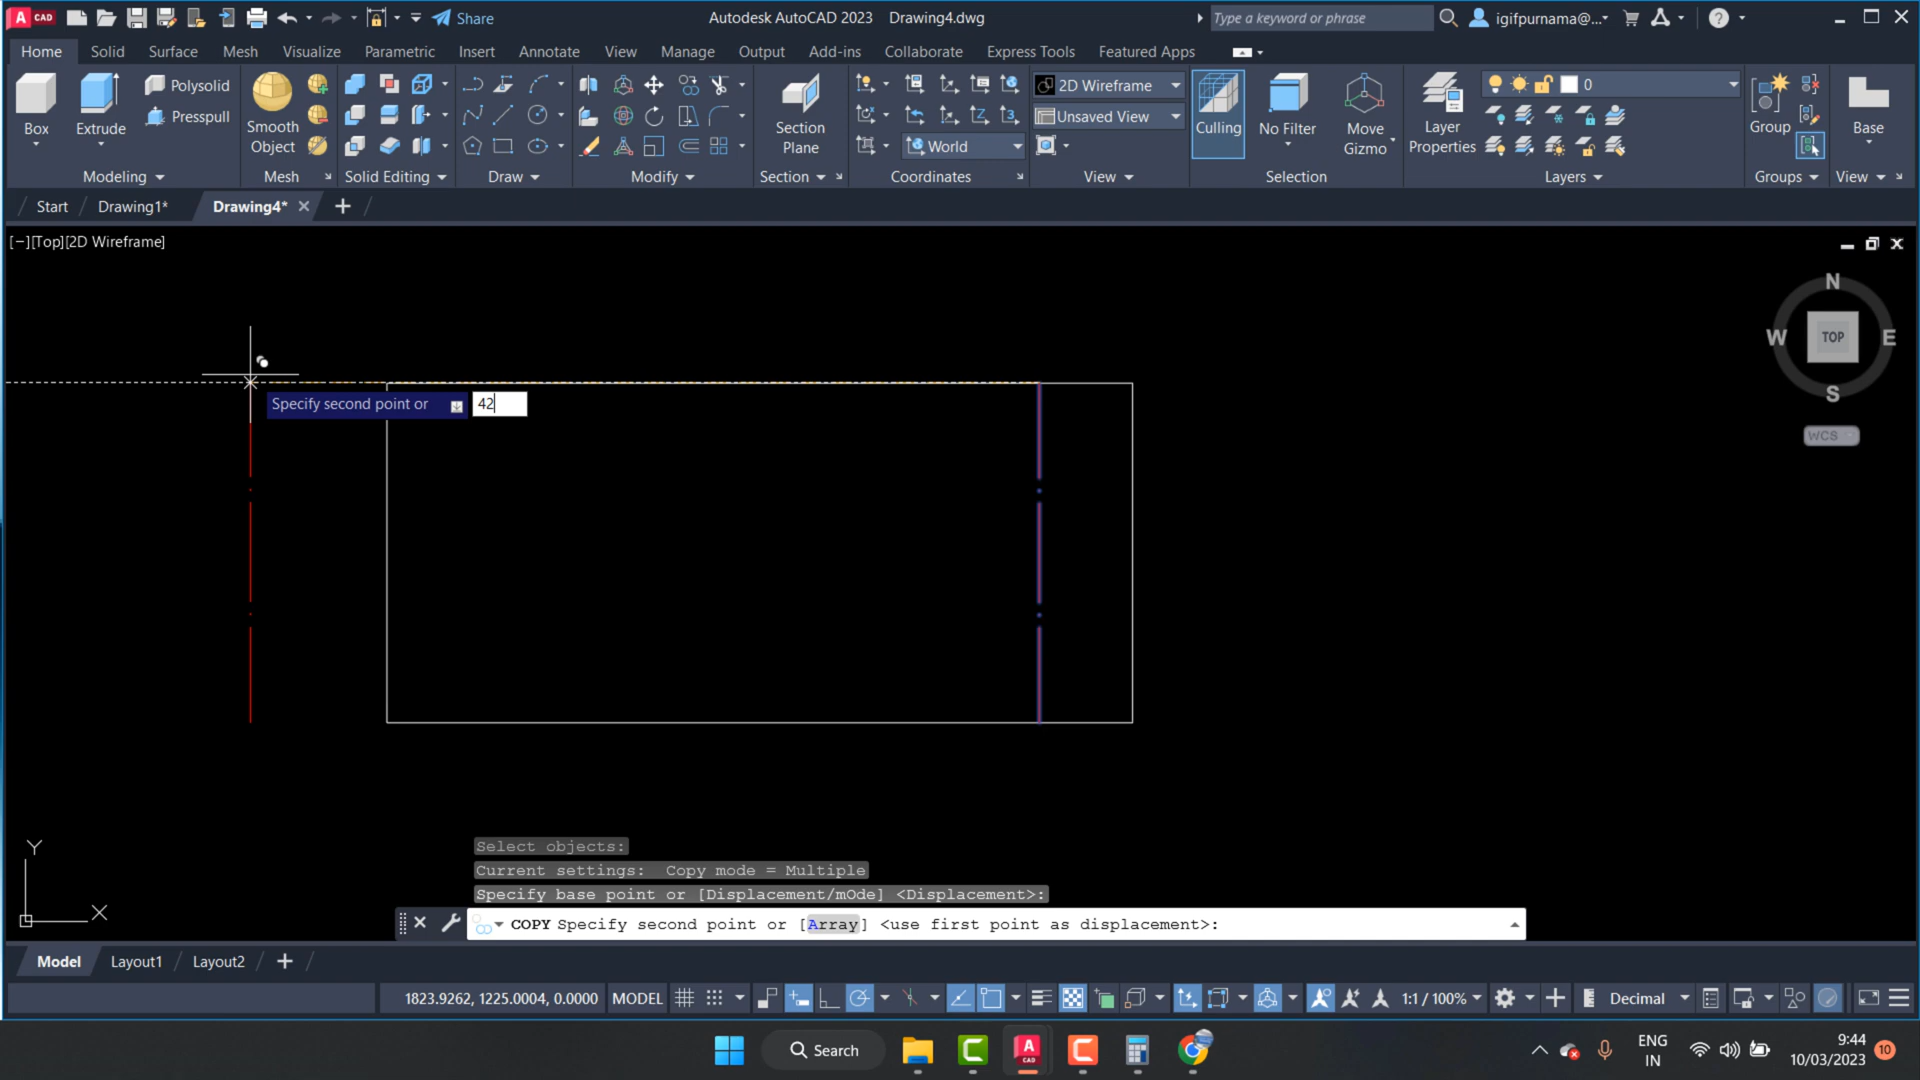 CAD
Share
Autodesk AutoCAD 2023 Drawing4.dwg
Type a keyword or phrase
igifpurnama@...
Home Solid Surface Mesh Visualize Parametric Insert Annotate View Manage Output Add-ins Collaborate Express Tools Featured Apps
Box
Extrude
Polysolid
Presspull
Smooth
Object
Section
Plane
World
2D Wireframe
Unsaved View
Culling
No Filter
Move
Gizmo
Layer
Properties
0
Group
Base
Modeling Mesh Solid Editing Draw Modify Section Coordinates View Selection Layers Groups View
Start Drawing1* Drawing4*
[−][Top][2D Wireframe]
N
W TOP E
S
WCS
Specify second point or 42
Y
X
Select objects:
Current settings: Copy mode = Multiple
Specify base point or [Displacement/mOde] <Displacement>:
COPY Specify second point or [Array] <use first point as displacement>:
Model Layout1 Layout2
1823.9262, 1225.0004, 0.0000 MODEL 1:1 / 100% Decimal
Search
ENG
IN
9:44
10/03/2023
10